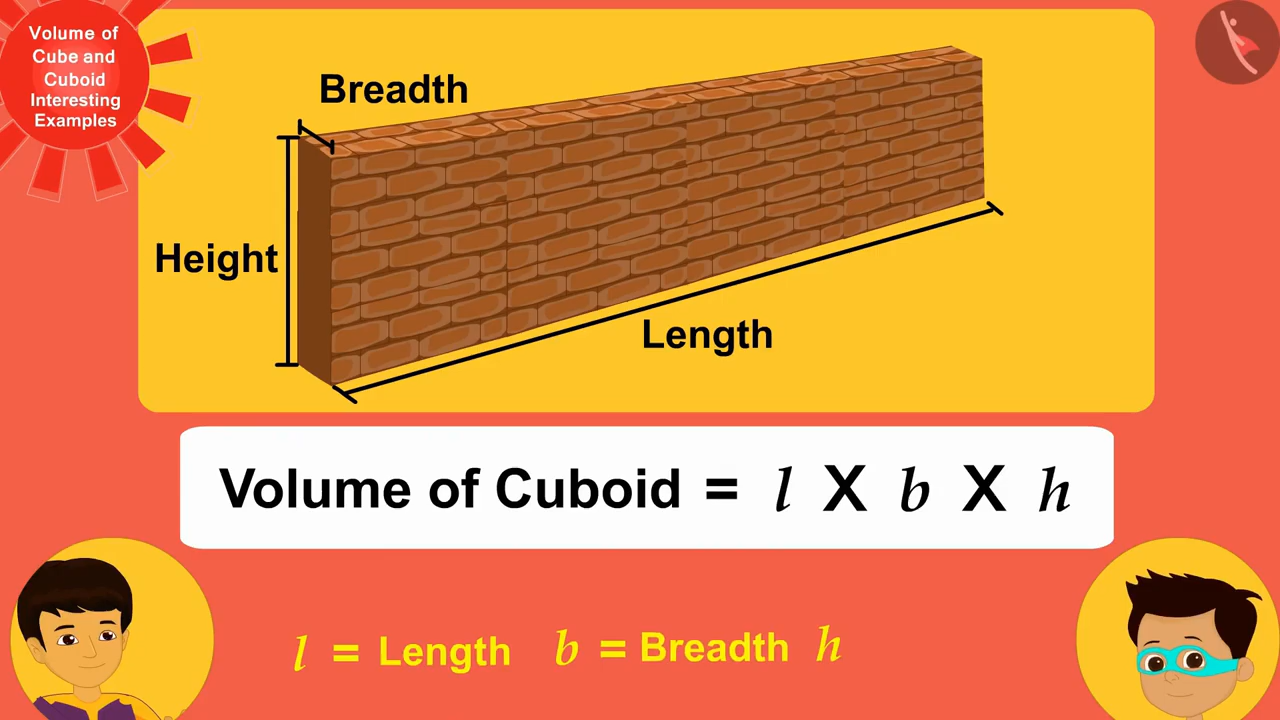 Volume of
Cube and
Cuboid
Interesting
Examples
Breadth
Height
Length
Volume of Cuboid = l X b X h
l = Length b = Breadth h